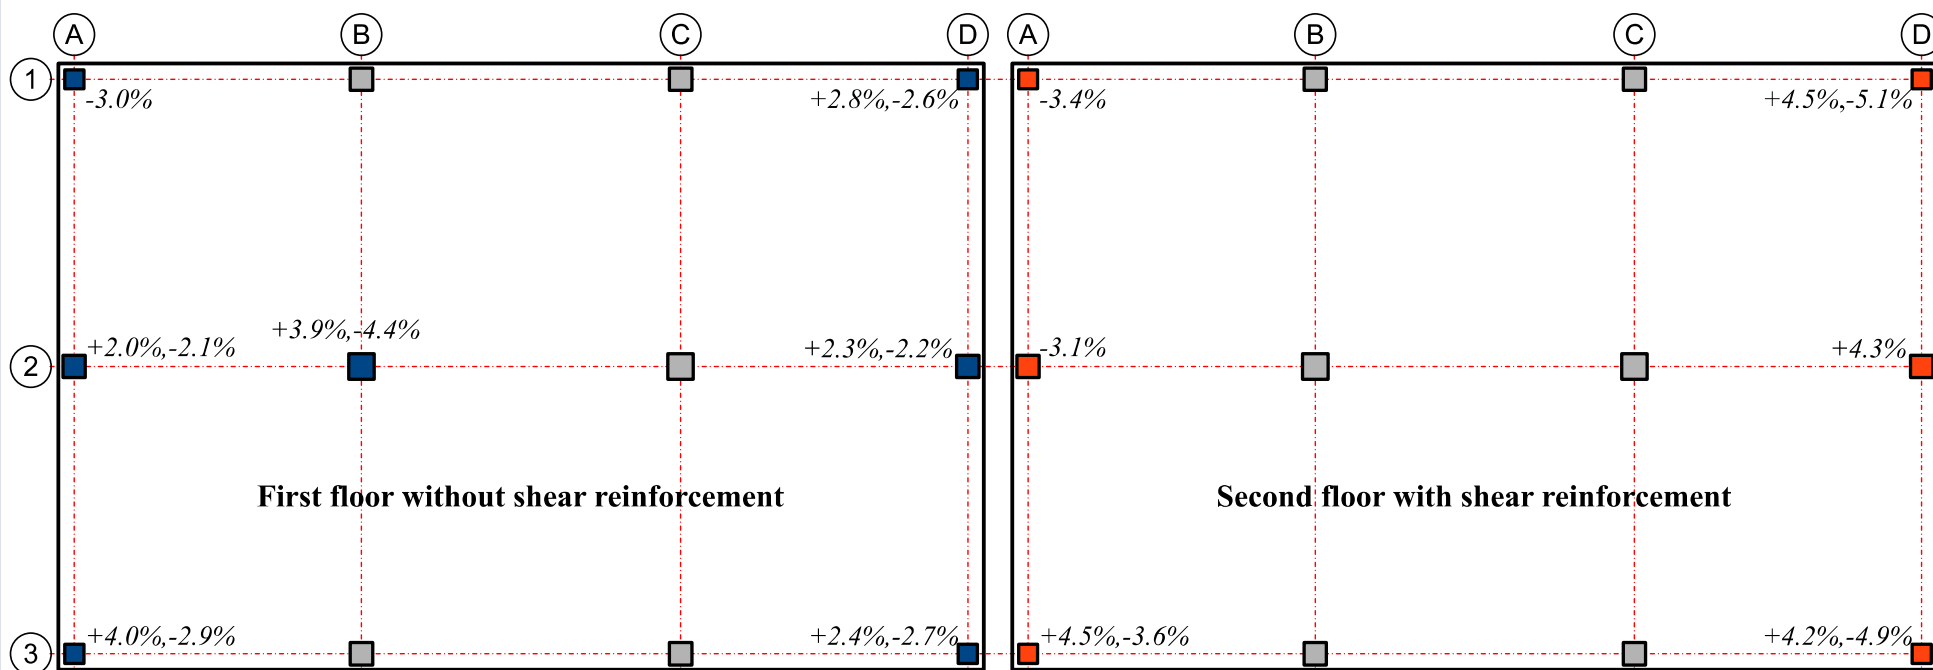 A B C D A B C D
1
-3.0% +2.8%,-2.6% -3.4% +4.5%,-5.1%
+3.9%,-4.4%
+2.0%,-2.1% +2.3%,-2.2% -3.1% +4.3%
2
First floor without shear reinforcement Second floor with shear reinforcement
+4.0%,-2.9% +2.4%,-2.7% +4.5%,-3.6% +4.2%,-4.9%
3